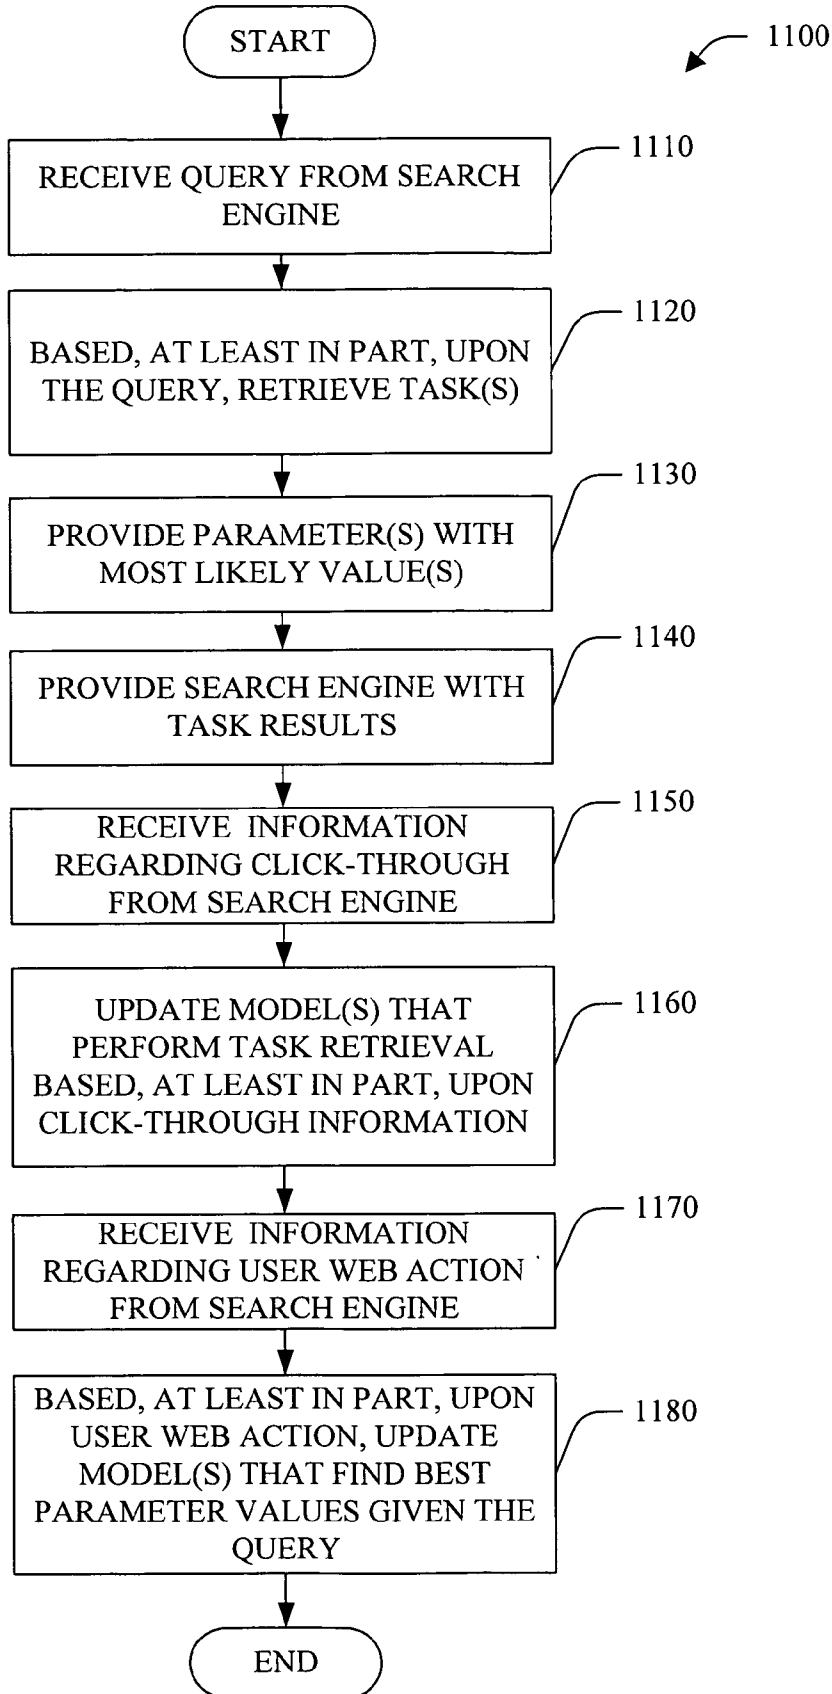 START
1100
RECEIVE QUERY FROM SEARCH
ENGINE
1110
BASED, AT LEAST IN PART, UPON
THE QUERY, RETRIEVE TASK(S)
1120
PROVIDE PARAMETER(S) WITH
MOST LIKELY VALUE(S)
1130
PROVIDE SEARCH ENGINE WITH
TASK RESULTS
1140
RECEIVE INFORMATION
REGARDING CLICK-THROUGH
FROM SEARCH ENGINE
1150
UPDATE MODEL(S) THAT
PERFORM TASK RETRIEVAL
BASED, AT LEAST IN PART, UPON
CLICK-THROUGH INFORMATION
1160
RECEIVE INFORMATION
REGARDING USER WEB ACTION
FROM SEARCH ENGINE
1170
BASED, AT LEAST IN PART, UPON
USER WEB ACTION, UPDATE
MODEL(S) THAT FIND BEST
PARAMETER VALUES GIVEN THE
QUERY
1180
END